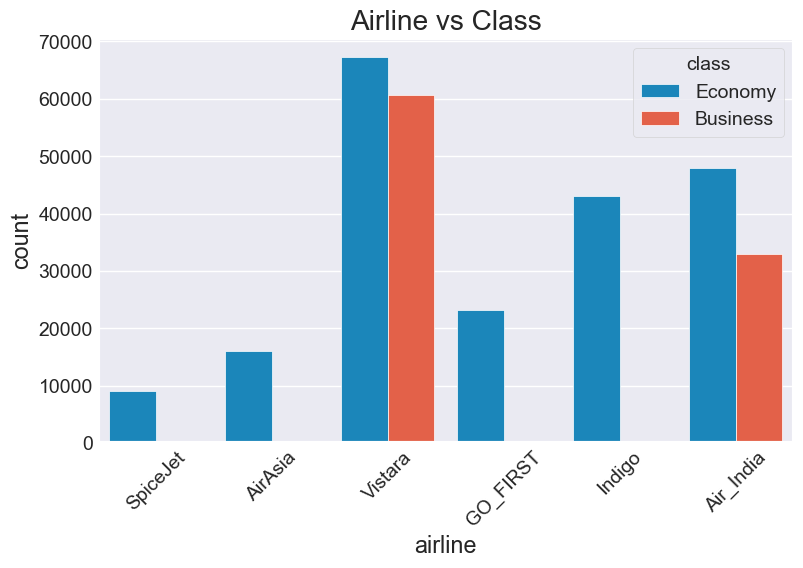 Airline vs Class
class
Economy
Business
count
70000
60000
50000
40000
30000
20000
10000
0
SpiceJet
AirAsia
Vistara
GO_FIRST
Indigo
Air_India
airline